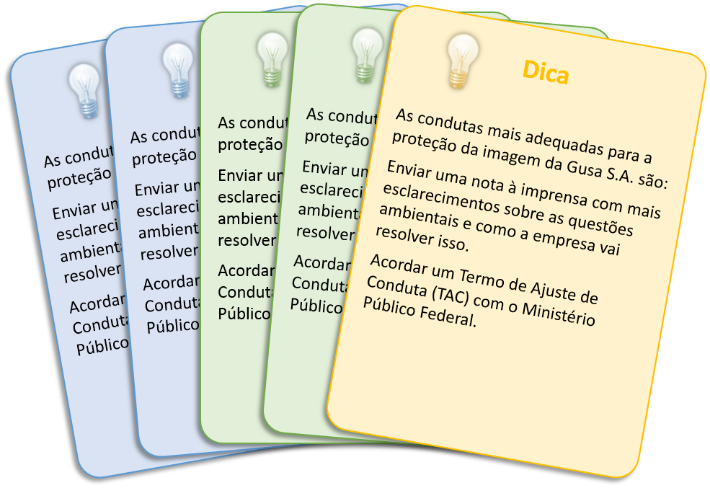 As condut
proteção
Enviar un
esclareci
ambienta
resolver
Acordar
Conduta
Público
As condut
proteção
Enviar un
esclareci
ambienta
resolver
Acordar
Conduta
Público
As condut
proteção
Enviar un
esclareci
ambienta
resolver
Acordar
Conduta
Público
As condut
proteção
Enviar un
esclareci
ambienta
resolver
Acordar
Conduta
Público
Dica
As condutas mais adequadas para a
proteção da imagem da Gusa S.A. são:
Enviar uma nota à imprensa com mais
esclarecimentos sobre as questões
ambientais e como a empresa vai
resolver isso.
Acordar um Termo de Ajuste de
Conduta (TAC) com o Ministério
Público Federal.